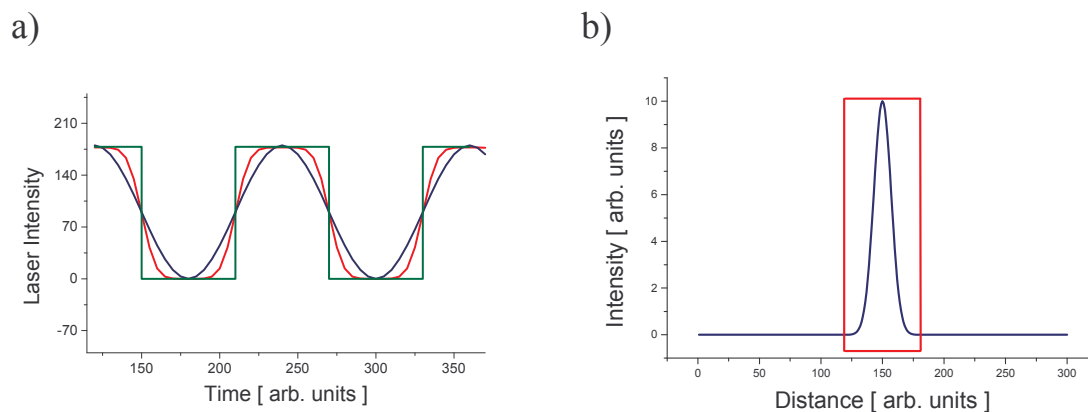 a)
210
140
70
0
-70
Laser Intensity
150 200 250 300 350
Time [ arb. units ]
b)
10
8
6
4
2
0
Intensity [ arb. units ]
0 50 100 150 200 250 300
Distance [ arb. units ]